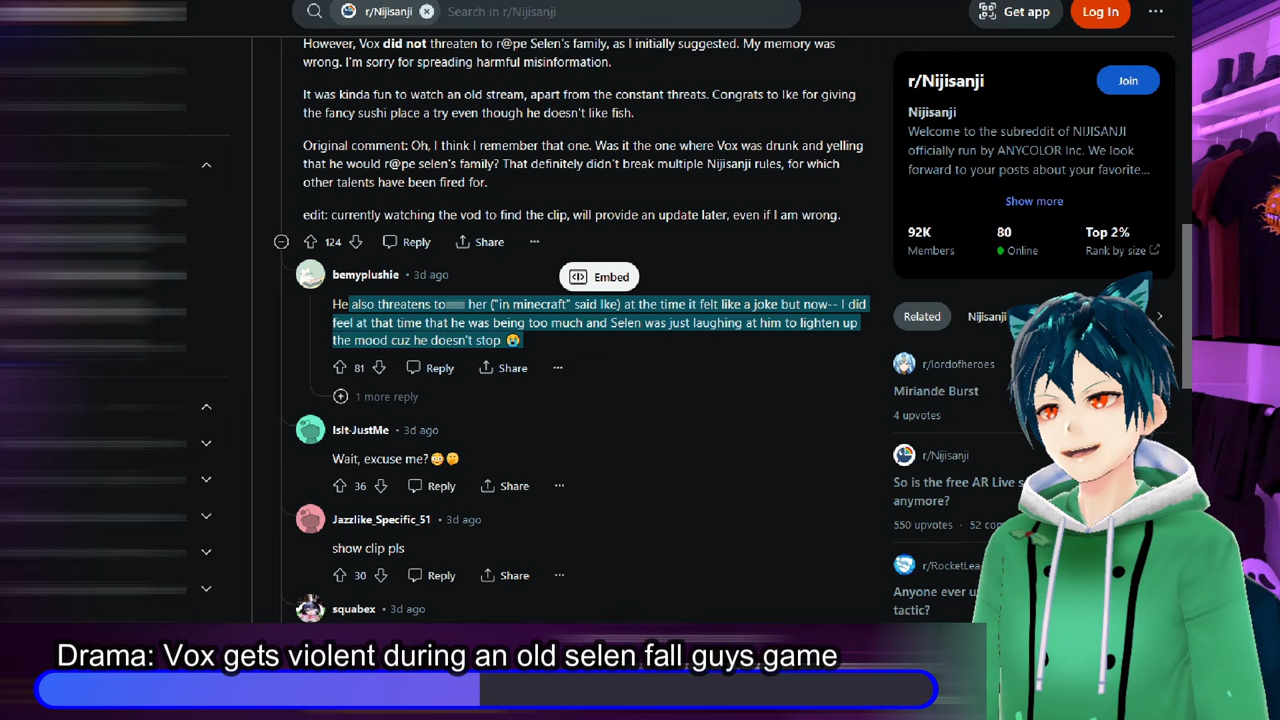 r/Nijisanji
Search in r/Nijisanji
Get app
Log In
However, Vox did not threaten to r@pe Selen's family, as I initially suggested. My memory was
wrong. I'm sorry for spreading harmful misinformation.
It was kinda fun to watch an old stream, apart from the constant threats. Congrats to Ike for giving
the fancy sushi place a try even though he doesn't like fish.
Original comment: Oh, I think I remember that one. Was it the one where Vox was drunk and yelling
that he would r@pe selen's family? That definitely didn't break multiple Nijisanji rules, for which
other talents have been fired for.
edit: currently watching the vod to find the clip, will provide an update later, even if I am wrong.
124 Reply Share
bemyplushie • 3d ago
Embed
He also threatens to her ("in minecraft" said Ike) at the time it felt like a joke but now-- I did
feel at that time that he was being too much and Selen was just laughing at him to lighten up
the mood cuz he doesn't stop 😭
81 Reply Share
1 more reply
IsIt-JustMe • 3d ago
Wait, excuse me? 😳🤫
36 Reply Share
Jazzlike_Specific_51 • 3d ago
show clip pls
30 Reply Share
squabex • 3d ago
r/Nijisanji
Join
Nijisanji
Welcome to the subreddit of NIJISANJI
officially run by ANYCOLOR Inc. We look
forward to your posts about your favorite…
Show more
92K 80 Top 2%
Members Online Rank by size
Related Nijisanji
r/lordofheroes
Miriande Burst
4 upvotes
r/Nijisanji
So is the free AR Live
anymore?
550 upvotes
r/RocketLea
Anyone ever
tactic?
Drama: Vox gets violent during an old selen fall guys game